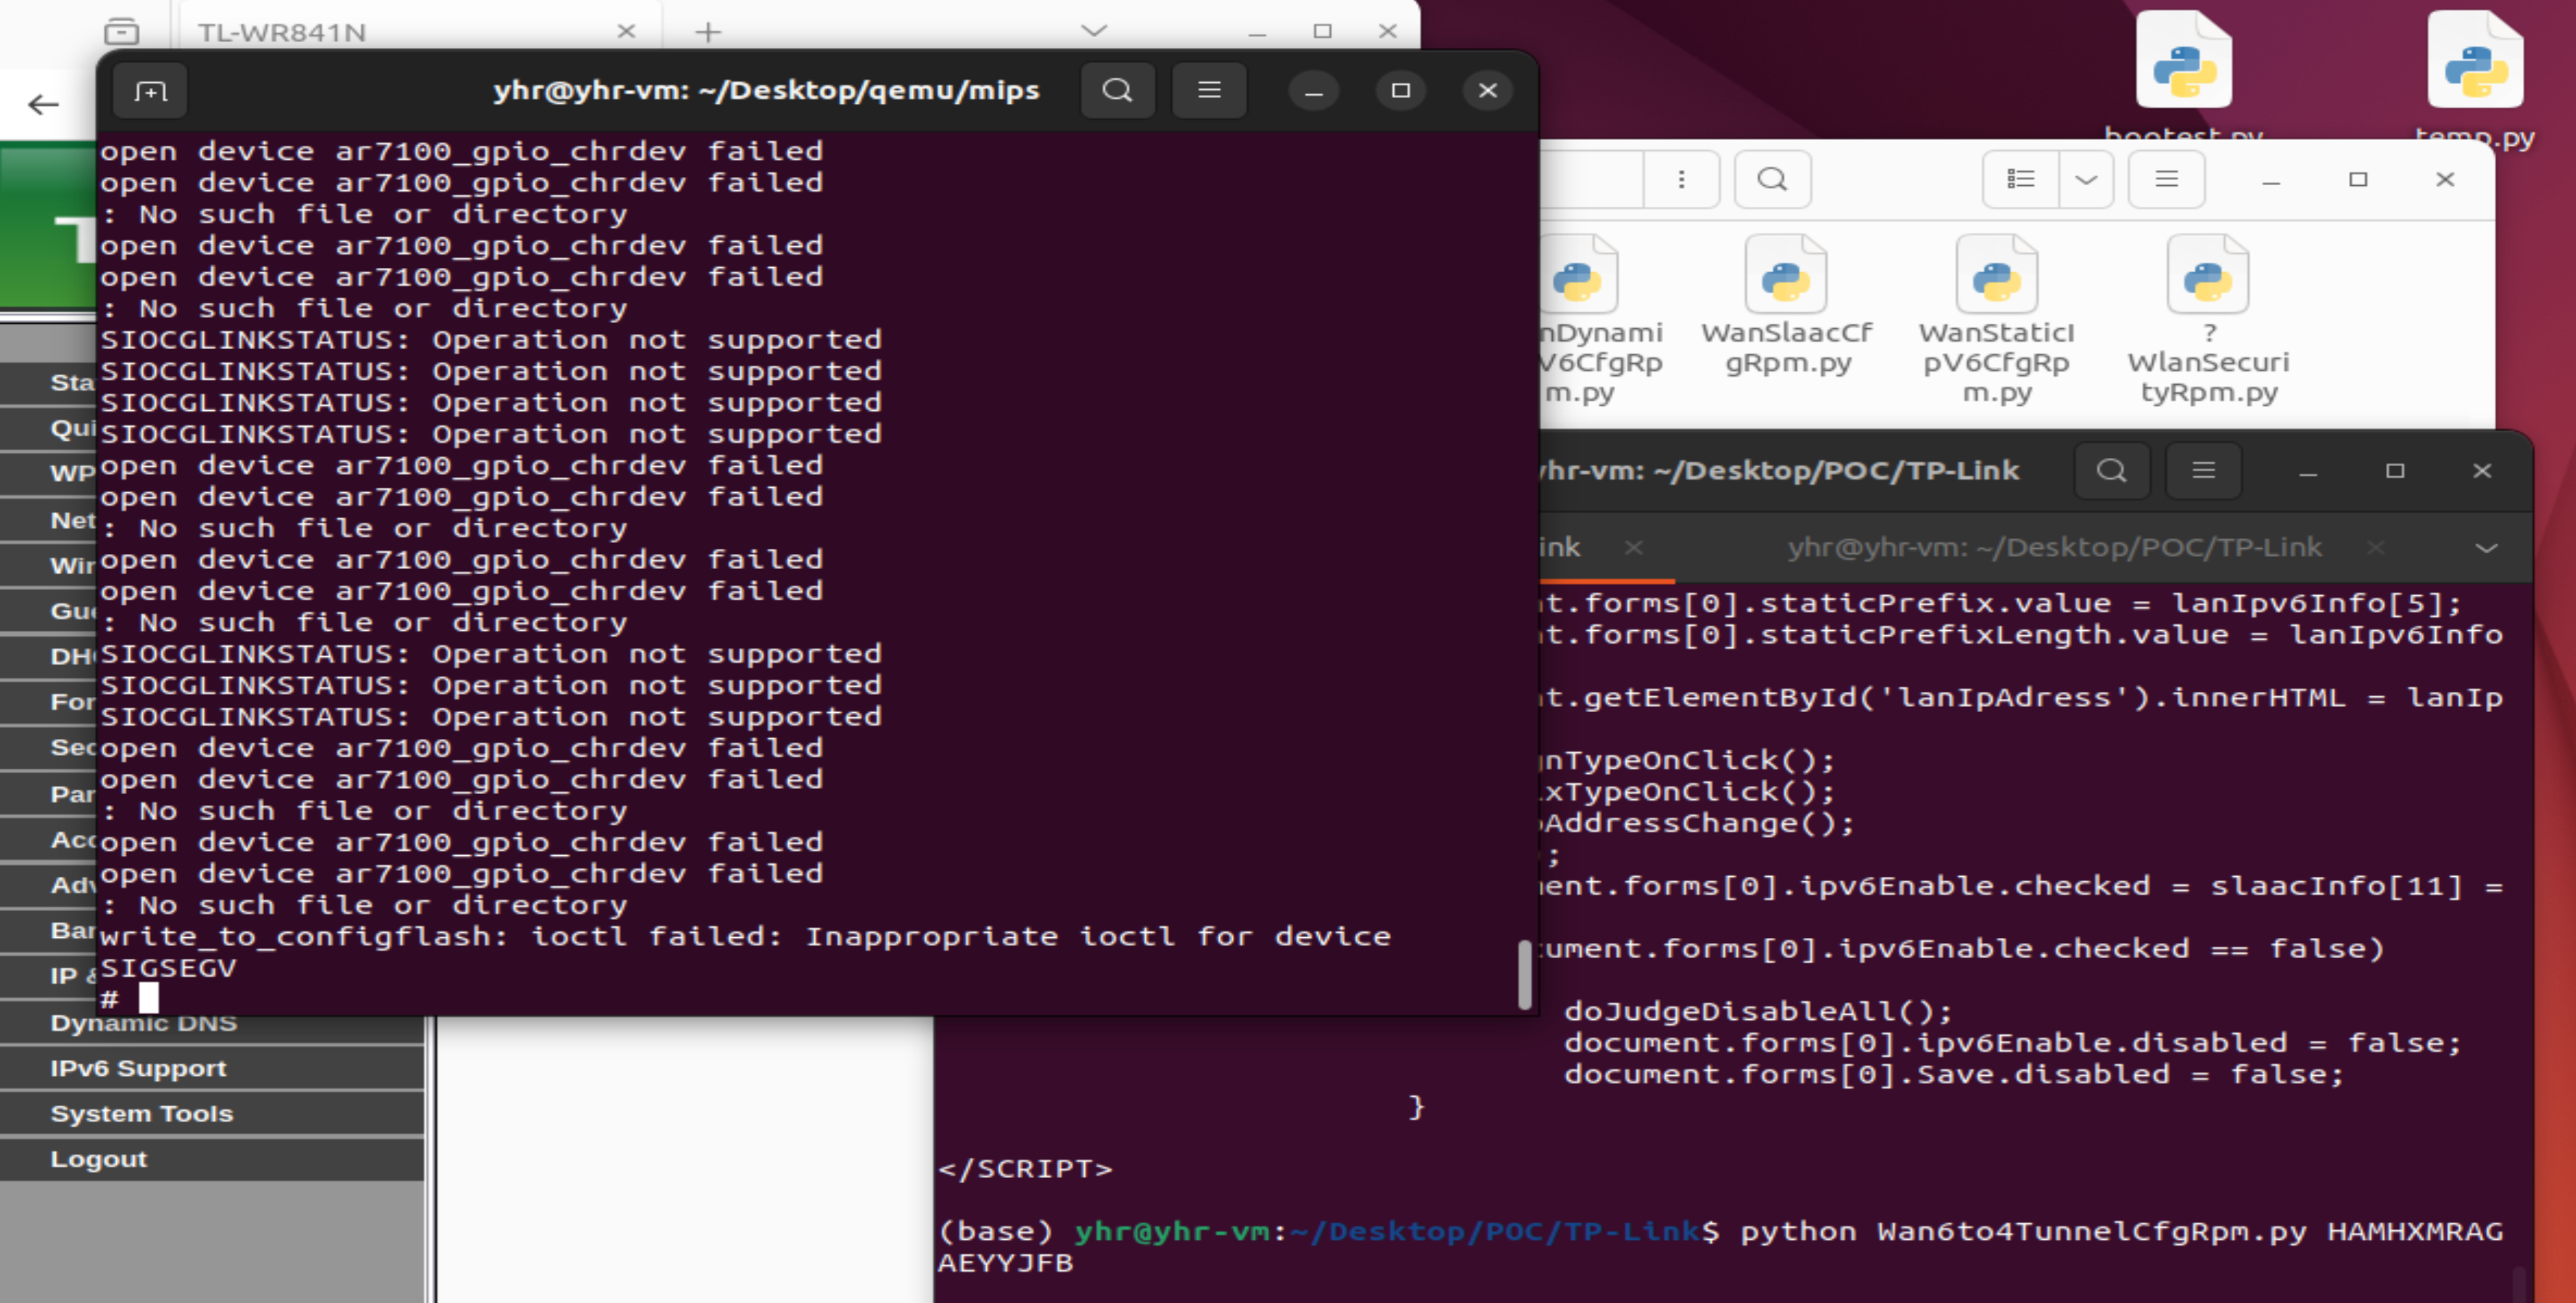 TL-WR841N
yhr@yhr-vm: ~/Desktop/qemu/mips
open device ar7100_gpio_chrdev failed
open device ar7100_gpio_chrdev failed
: No such file or directory
open device ar7100_gpio_chrdev failed
open device ar7100_gpio_chrdev failed
: No such file or directory
SIOCGLINKSTATUS: Operation not supported
SIOCGLINKSTATUS: Operation not supported
SIOCGLINKSTATUS: Operation not supported
SIOCGLINKSTATUS: Operation not supported
open device ar7100_gpio_chrdev failed
open device ar7100_gpio_chrdev failed
: No such file or directory
open device ar7100_gpio_chrdev failed
open device ar7100_gpio_chrdev failed
: No such file or directory
SIOCGLINKSTATUS: Operation not supported
SIOCGLINKSTATUS: Operation not supported
SIOCGLINKSTATUS: Operation not supported
open device ar7100_gpio_chrdev failed
open device ar7100_gpio_chrdev failed
: No such file or directory
open device ar7100_gpio_chrdev failed
open device ar7100_gpio_chrdev failed
: No such file or directory
write_to_configflash: ioctl failed: Inappropriate ioctl for device
SIGSEGV
#
T
Sta
Qui
WP
Net
Wir
Gue
DH
For
Sec
Par
Acc
Adv
Bar
IP &
Dynamic DNS
IPv6 Support
System Tools
Logout
bootest.py
temp.py
nDynami
V6CfgRp
m.py
WanSlaacCf
gRpm.py
WanStaticI
pV6CfgRp
m.py
?
WlanSecuri
tyRpm.py
yhr-vm: ~/Desktop/POC/TP-Link
ink
yhr@yhr-vm: ~/Desktop/POC/TP-Link
t.forms[0].staticPrefix.value = lanIpv6Info[5];
t.forms[0].staticPrefixLength.value = lanIpv6Info
t.getElementById('lanIpAdress').innerHTML = lanIp
nTypeOnClick();
xTypeOnClick();
AddressChange();
;
ent.forms[0].ipv6Enable.checked = slaacInfo[11] =
ument.forms[0].ipv6Enable.checked == false)
doJudgeDisableAll();
document.forms[0].ipv6Enable.disabled = false;
document.forms[0].Save.disabled = false;
}
</SCRIPT>
(base) yhr@yhr-vm:~/Desktop/POC/TP-Link$ python Wan6to4TunnelCfgRpm.py HAMHXMRAG
AEYYJFB